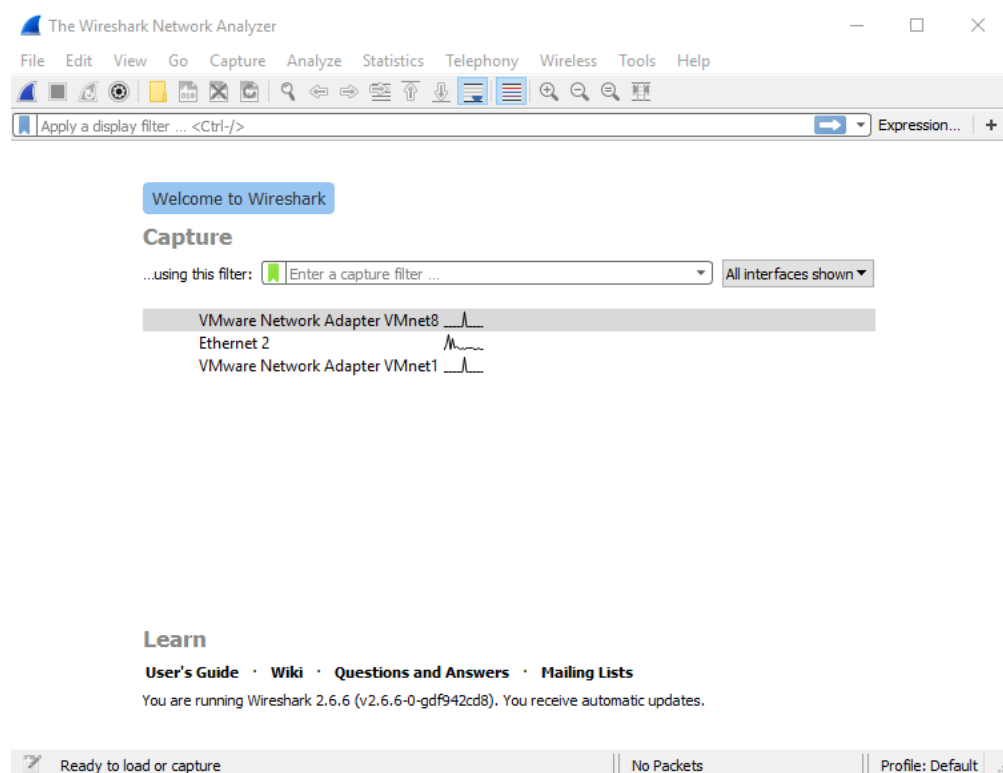 The Wireshark Network Analyzer
File Edit View Go Capture Analyze Statistics Telephony Wireless Tools Help
Apply a display filter ... <Ctrl-/> Expression... +
Welcome to Wireshark
Capture
...using this filter: Enter a capture filter ... All interfaces shown
VMware Network Adapter VMnet8
Ethernet 2
VMware Network Adapter VMnet1
Learn
User's Guide · Wiki · Questions and Answers · Mailing Lists
You are running Wireshark 2.6.6 (v2.6.6-0-gdf942cd8). You receive automatic updates.
Ready to load or capture No Packets Profile: Default